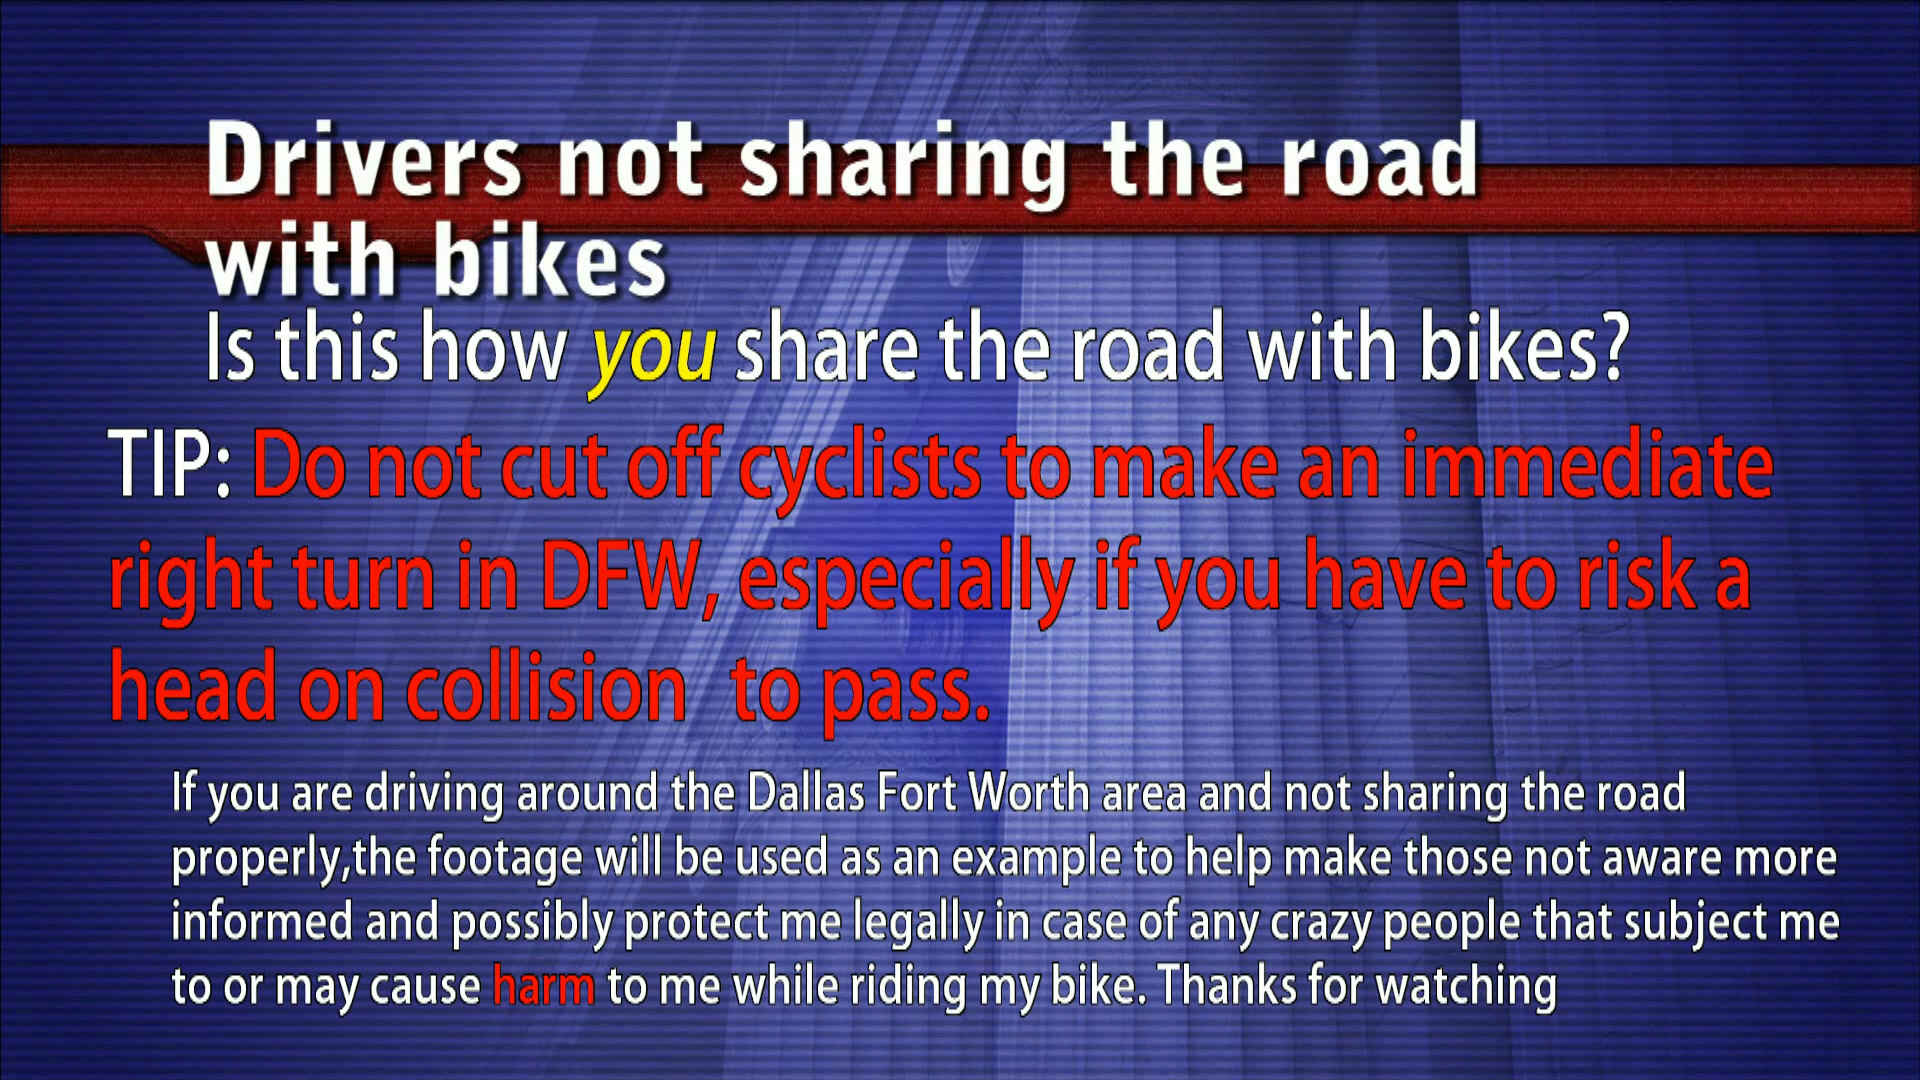 Drivers not sharing the road
with bikes
Is this how you share the road with bikes?
TIP: Do not cut off cyclists to make an immediate
right turn in DFW, especially if you have to risk a
head on collision  to pass.
If you are driving around the Dallas Fort Worth area and not sharing the road
properly,the footage will be used as an example to help make those not aware more
informed and possibly protect me legally in case of any crazy people that subject me
to or may cause harm to me while riding my bike. Thanks for watching